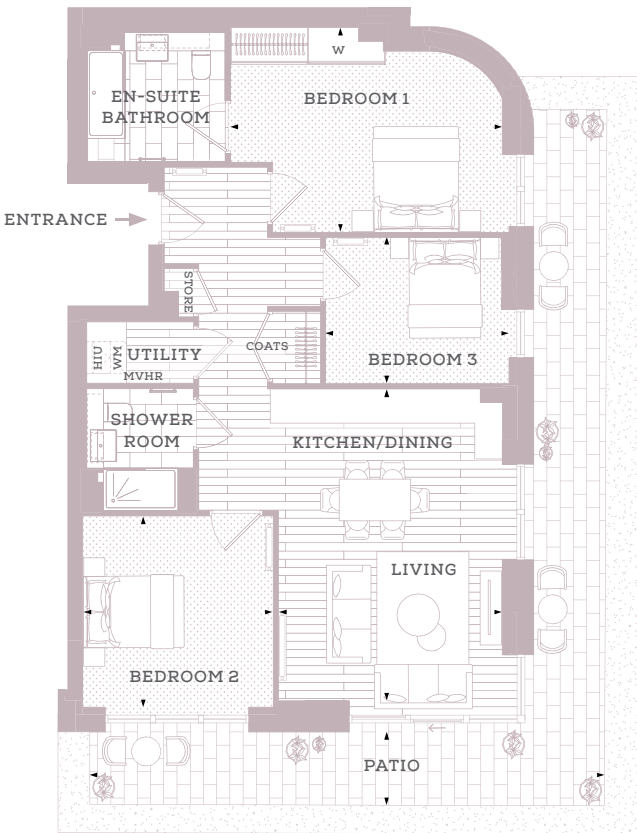 W
BEDROOM 1
EN-SUITE
BATHROOM
ENTRANCE
STORE
COATS
BEDROOM 3
HIU
WM
UTILITY
MVHR
SHOWER
ROOM
KITCHEN/DINING
LIVING
BEDROOM 2
PATIO